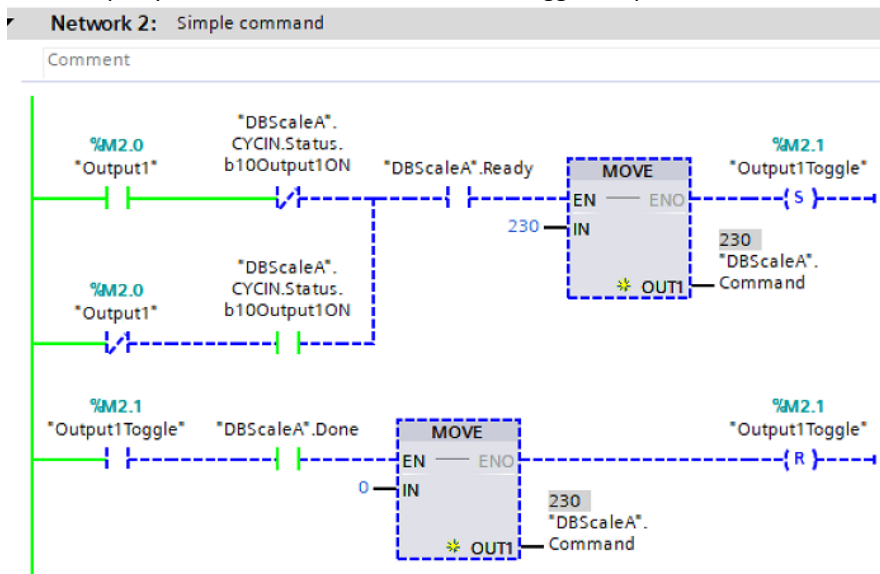 Network 2: Simple command
Comment
"DBScaleA".
%M2.0 CYCIN.Status. %M2.1
"Output1" b10Output1ON "DBScaleA".Ready MOVE "Output1Toggle"
EN ENO S
230 IN
230
"DBScaleA".
OUT1 Command
"DBScaleA".
%M2.0 CYCIN.Status.
"Output1" b10Output1ON
%M2.1 %M2.1
"Output1Toggle" "DBScaleA".Done MOVE "Output1Toggle"
EN ENO R
0 IN
230
"DBScaleA".
OUT1 Command